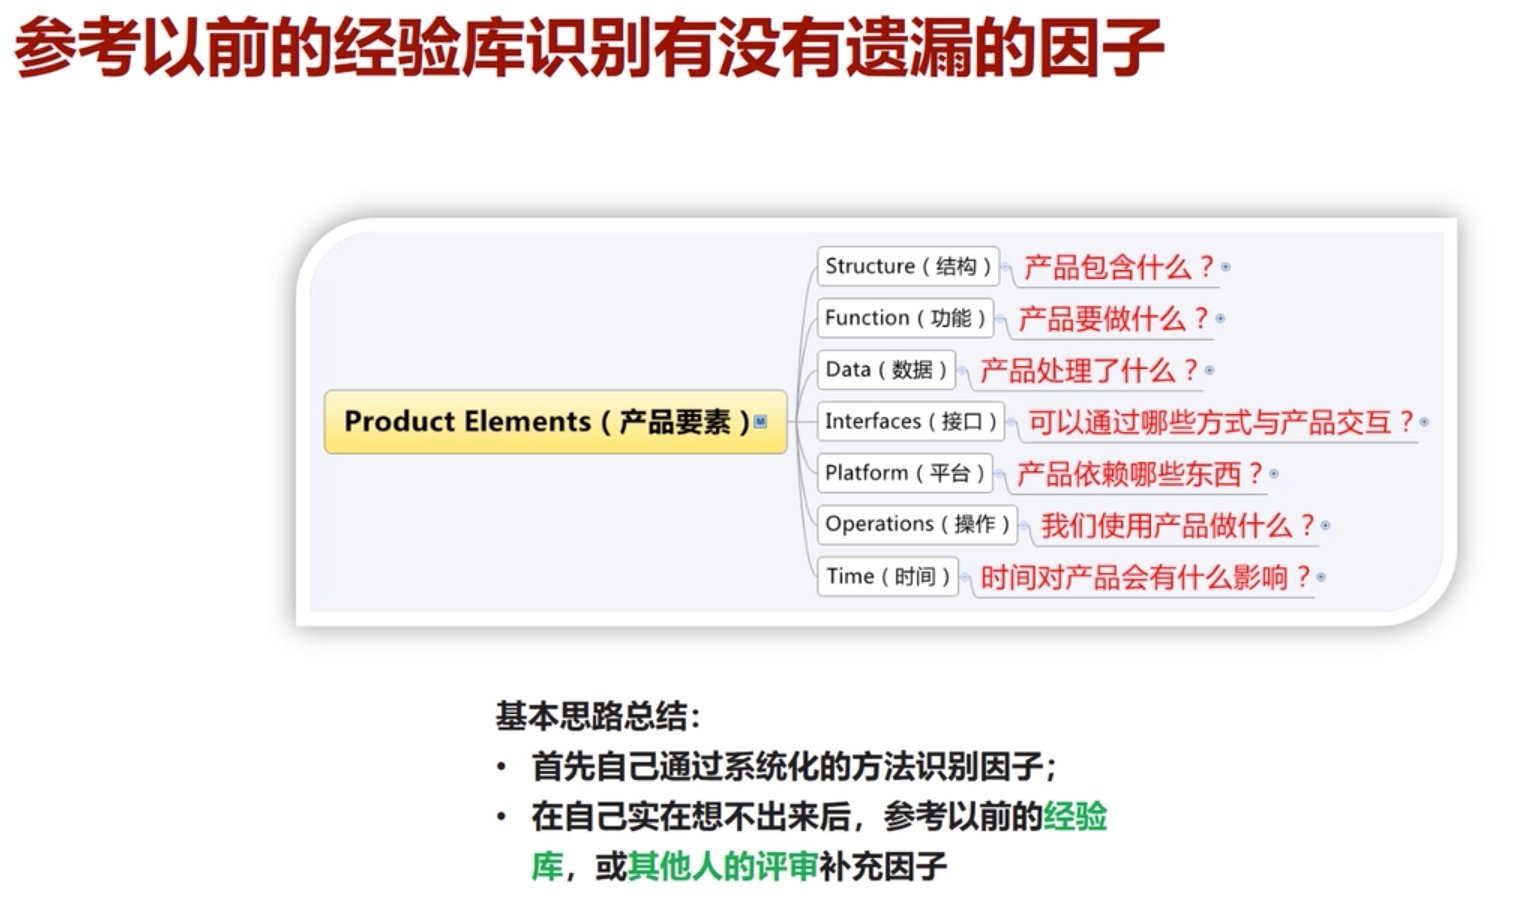 参考以前的经验库识别有没有遗漏的因子
Product Elements（产品要素）
Structure（结构） 产品包含什么？
Function（功能） 产品要做什么？
Data（数据） 产品处理了什么？
Interfaces（接口） 可以通过哪些方式与产品交互？
Platform（平台） 产品依赖哪些东西？
Operations（操作） 我们使用产品做什么？
Time（时间） 时间对产品会有什么影响？
基本思路总结：
• 首先自己通过系统化的方法识别因子；
• 在自己实在想不出来后，参考以前的经验
库，或其他人的评审补充因子